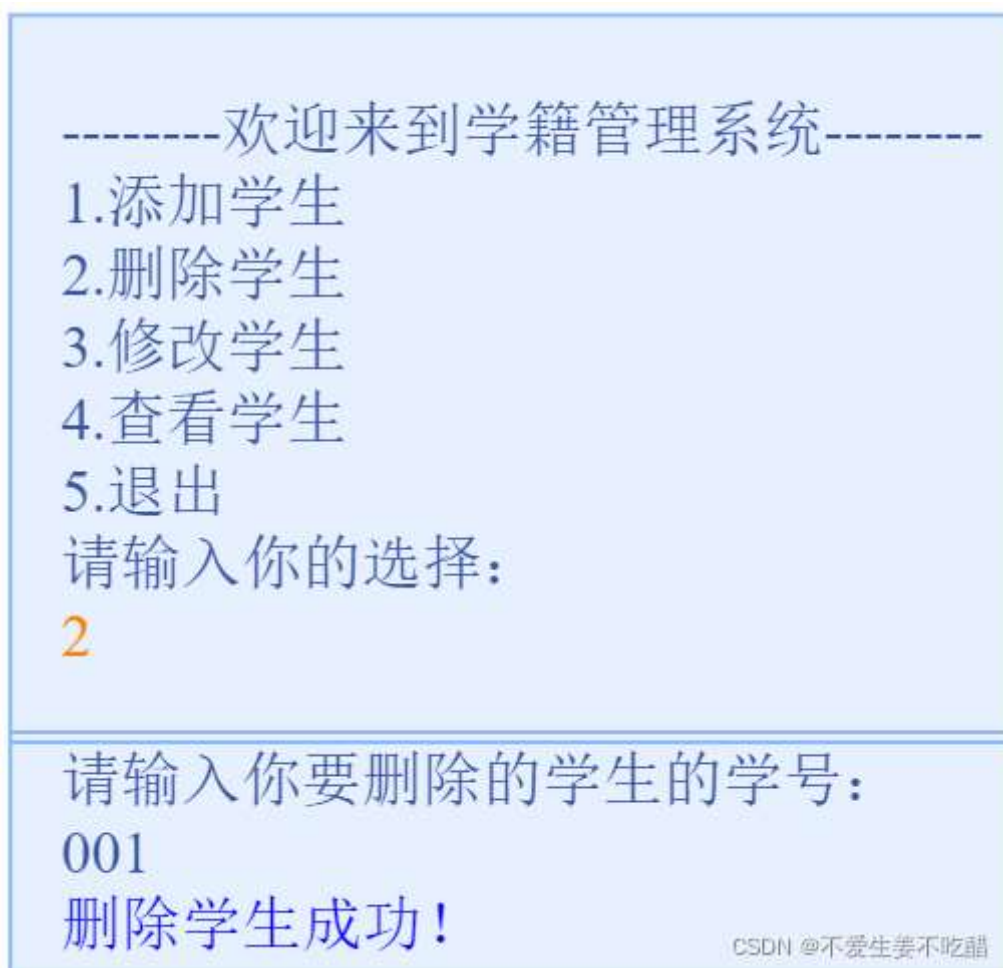 --------欢迎来到学籍管理系统--------
1.添加学生
2.删除学生
3.修改学生
4.查看学生
5.退出
请输入你的选择：
2
请输入你要删除的学生的学号：
001
删除学生成功！
CSDN @不爱生姜不吃醋